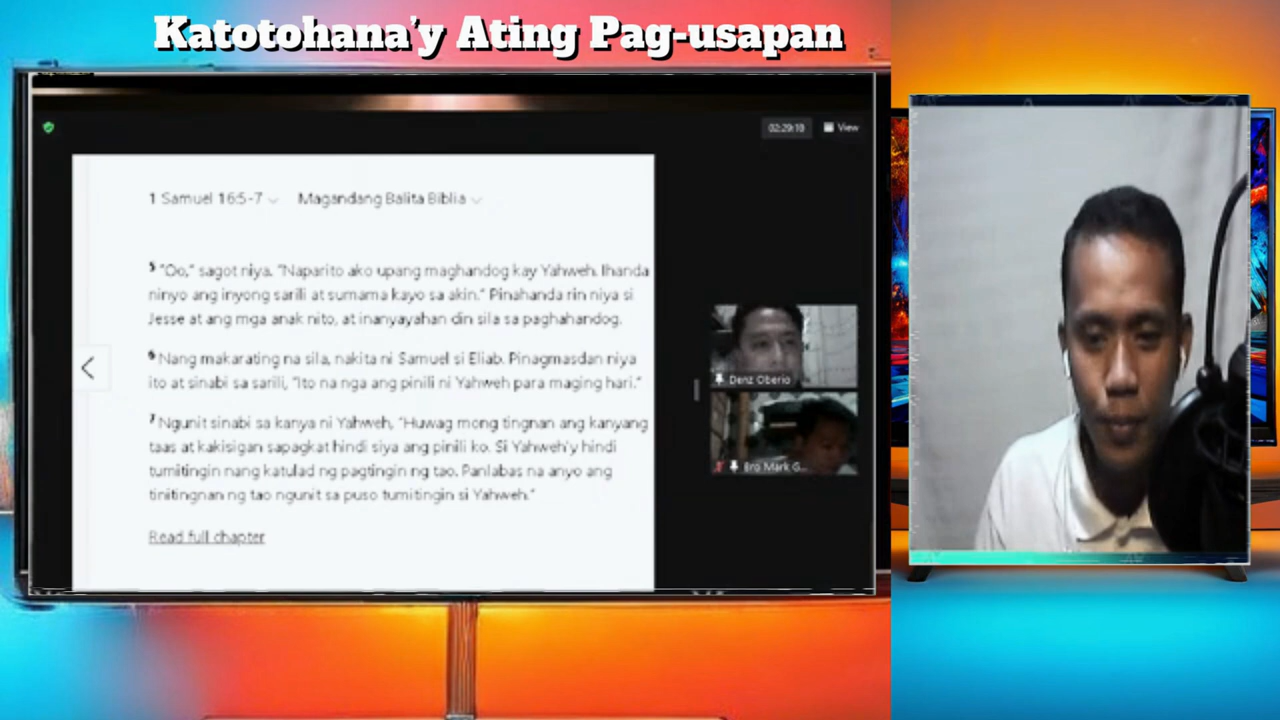 Katotohana'y Ating Pag-usapan
02:29:18
View
1 Samuel 16:5-7
Magandang Balita Biblia
5 "Oo," sagot niya. "Naparito ako upang maghandog kay Yahweh. Ihanda
ninyo ang inyong sarili at sumama kayo sa akin." Pinahanda rin niya si
Jesse at ang mga anak nito, at inanyayahan din sila sa paghahandog.
6 Nang makarating na sila, nakita ni Samuel si Eliab. Pinagmasdan niya
ito at sinabi sa sarili, "Ito na nga ang pinili ni Yahweh para maging hari."
7 Ngunit sinabi sa kanya ni Yahweh, "Huwag mong tingnan ang kanyang
taas at kakisigan sapagkat hindi siya ang pinili ko. Si Yahweh'y hindi
tumitingin nang katulad ng pagtingin ng tao. Panlabas na anyo ang
tinitingnan ng tao ngunit sa puso tumitingin si Yahweh."
Read full chapter
Denz Oberio
Bro Mark G...